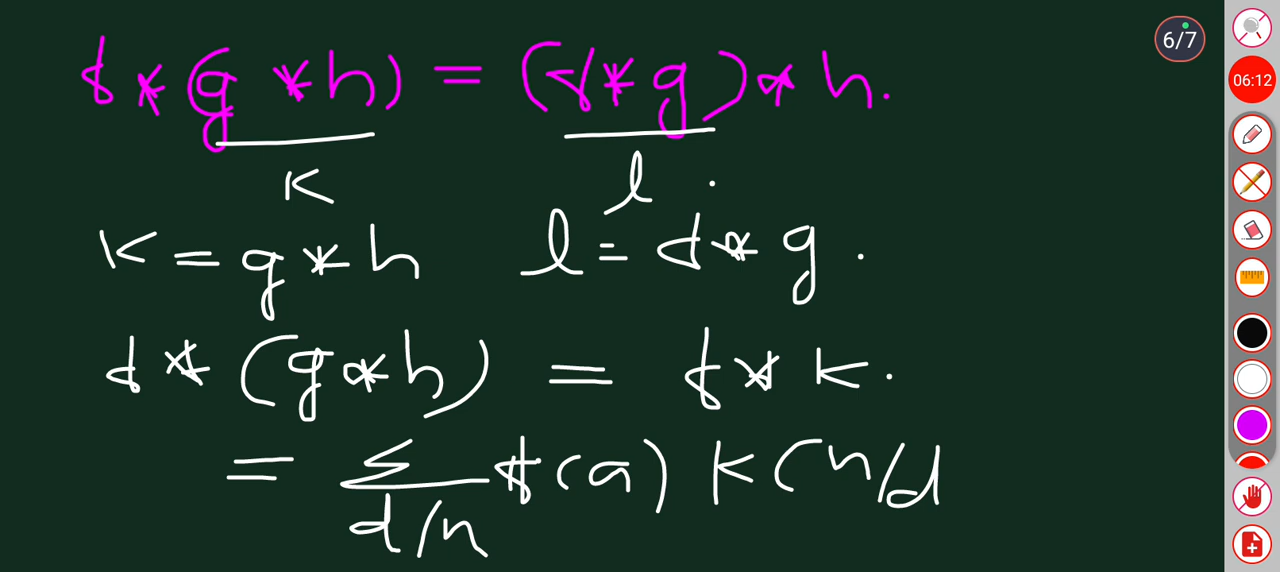 6/7
f * (g * h) = (f * g) * h.
06:12
K l .
K = g * h l = f * g .
f * (g * h) = f * k .
= Σ f(a) k(n/d
d/n